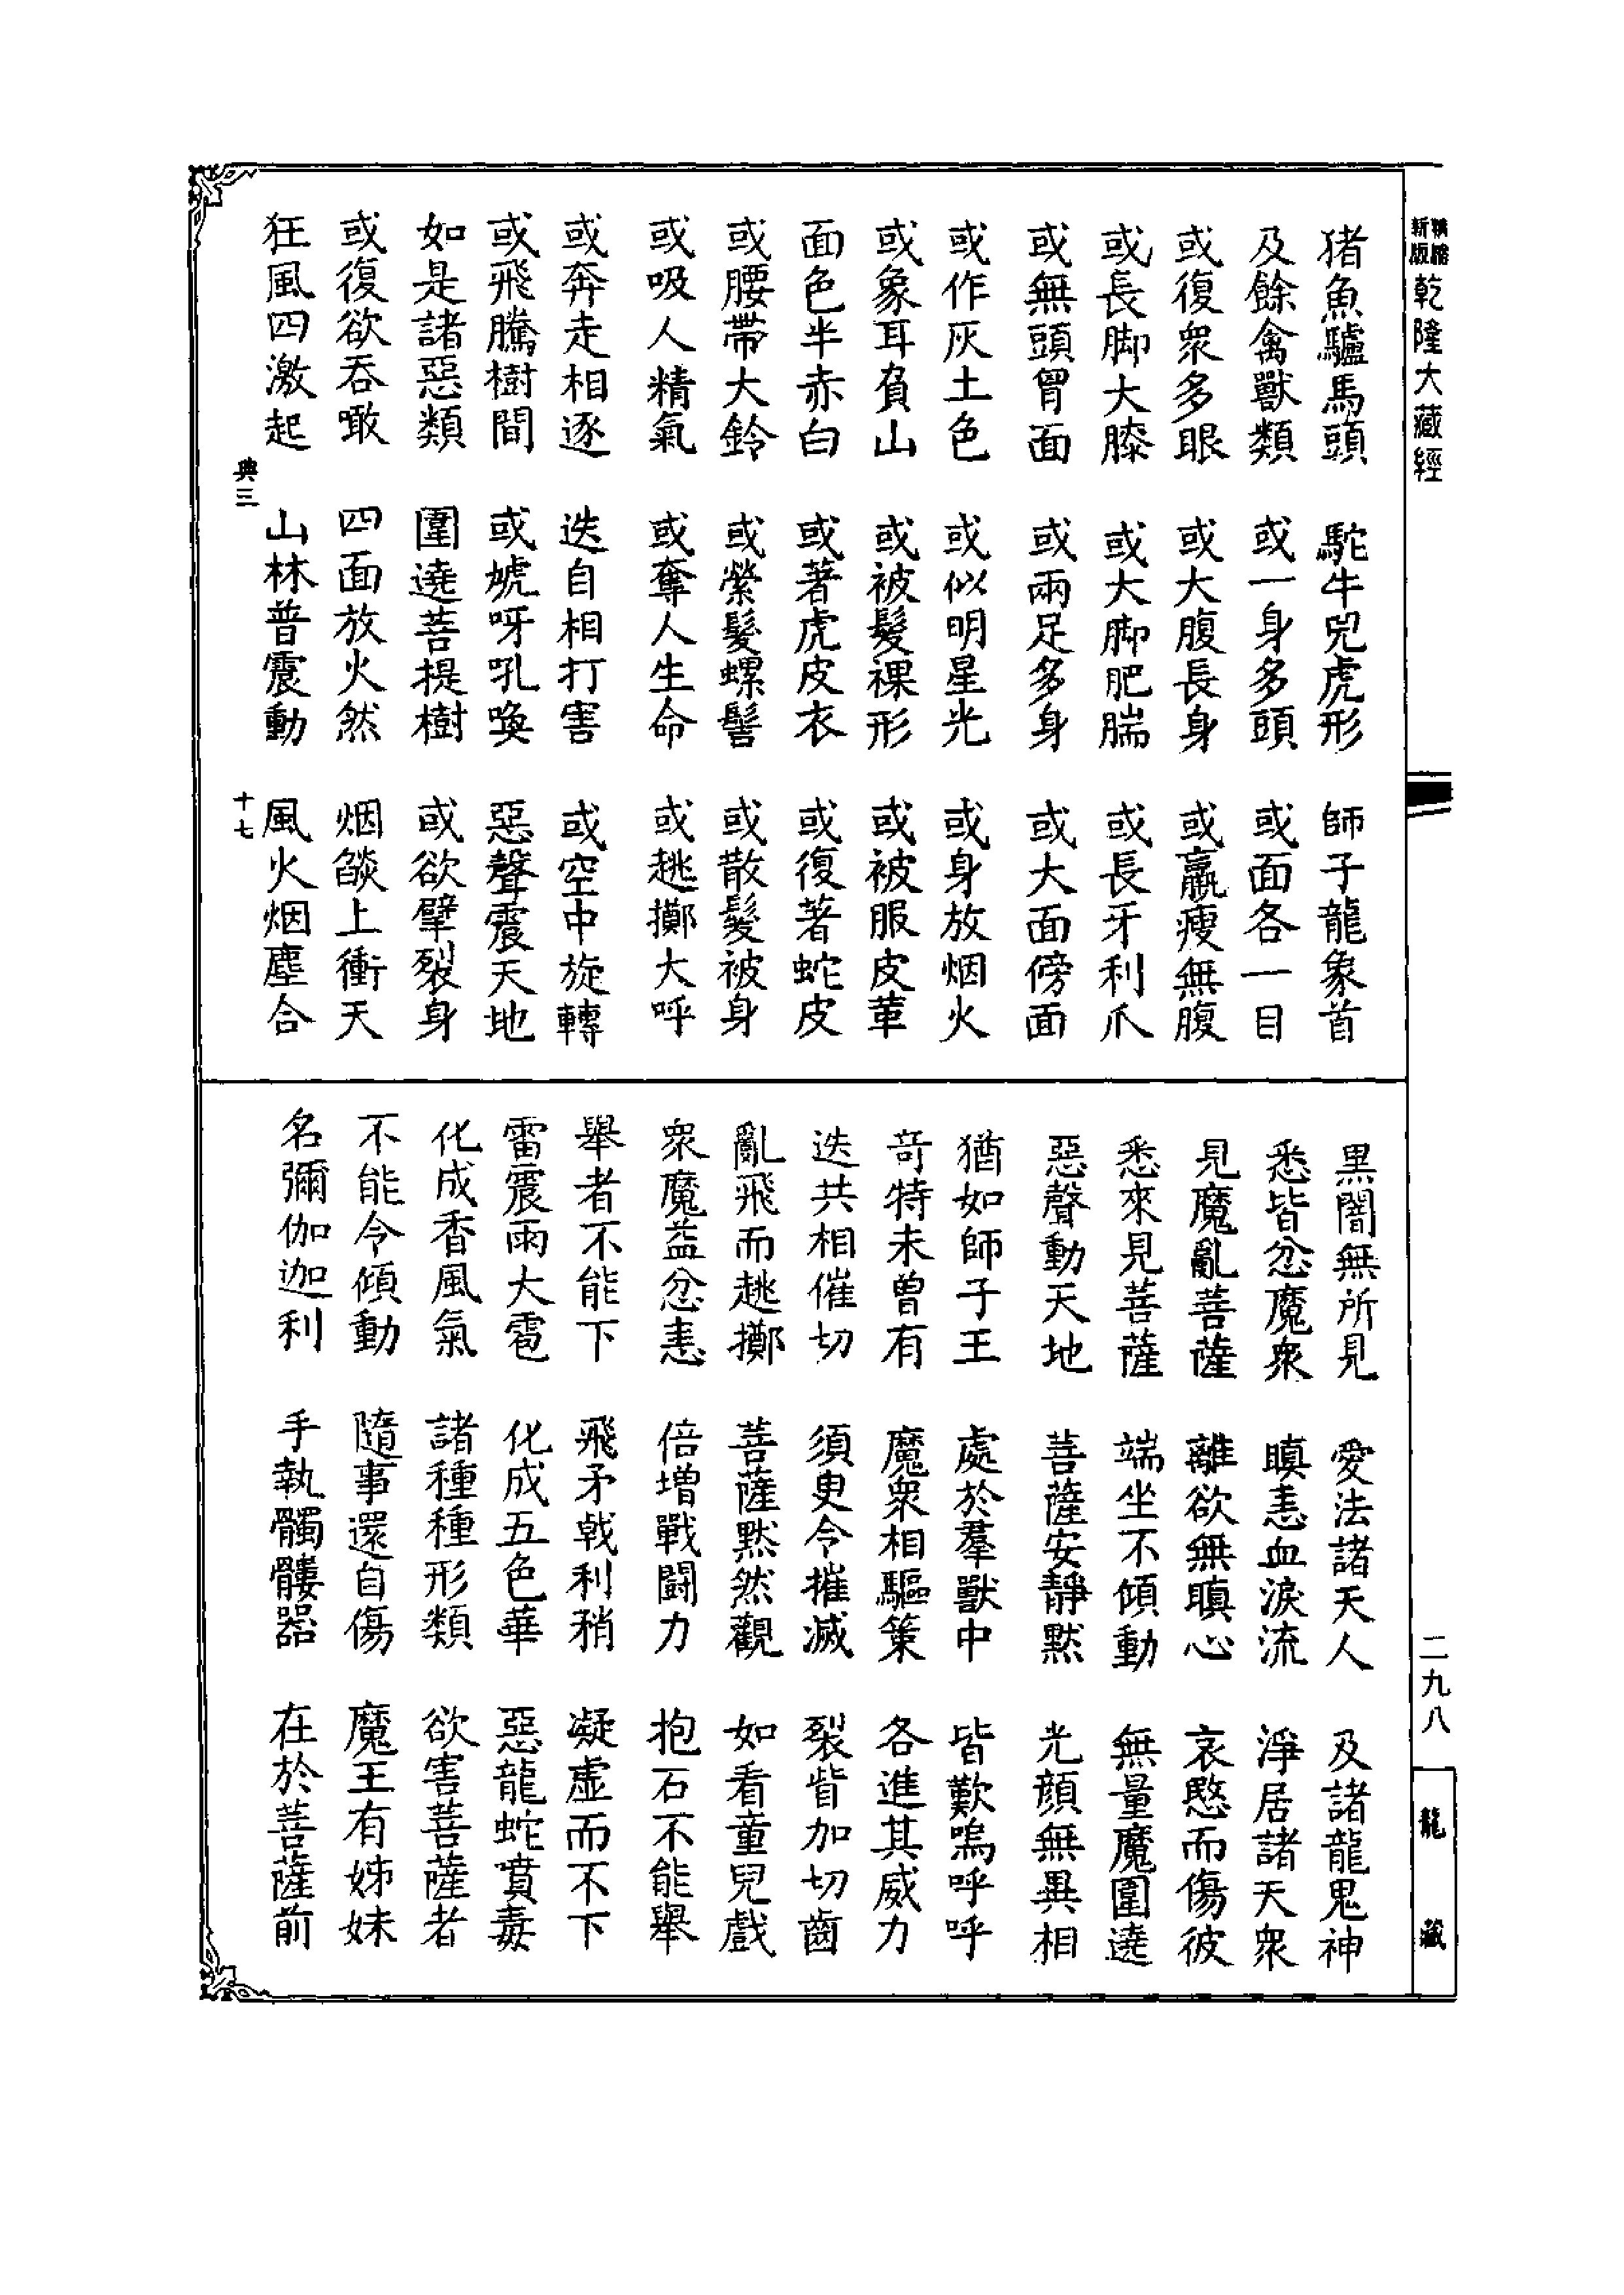 新版
精縮
乾隆大藏經
猪魚驢馬頭 駝牛兕虎形 師子龍象首
及餘禽獸類 或一身多頭 或面各一目
或復衆多眼 或大腹長身 或羸瘦無腹
或長脚大膝 或大脚肥腨 或長牙利爪
或無頭胷面 或兩足多身 或大面傍面
或作灰土色 或似明星光 或身放烟火
或象耳負山 或被髮裸形 或被服皮革
面色半赤白 或著虎皮衣 或復著蛇皮
或腰帶大鈴 或縈髮螺髻 或散髮被身
或吸人精氣 或奪人生命 或趒擲大呼
或奔走相逐 迭自相打害 或空中旋轉
或飛騰樹間 或㖸呀吼喚 惡聲震天地
如是諸惡類 圍遶菩提樹 或欲擘裂身
或復欲吞噉 四面放火然 烟燄上衝天
狂風四激起 山林普震動 風火烟塵合
典三 十七
黑闇無所見 愛法諸天人 及諸龍鬼神
悉皆忿魔衆 瞋恚血淚流 淨居諸天衆
見魔亂菩薩 離欲無瞋心 哀愍而傷彼
悉來見菩薩 端坐不傾動 無量魔圍遶
惡聲動天地 菩薩安靜默 光顏無異相
猶如師子王 處於羣獸中 皆歎嗚呼呼
奇特未曾有 魔衆相驅策 各進其威力
迭共相催切 須臾令摧滅 裂眥加切齒
亂飛而趒擲 菩薩默然觀 如看童兒戲
衆魔益忿恚 倍增戰鬪力 抱石不能舉
舉者不能下 飛矛戟利矟 凝虛而不下
雷震雨大雹 化成五色華 惡龍蛇噴毒
化成香風氣 諸種種形類 欲害菩薩者
不能令傾動 隨事還自傷 魔王有姊妹
名彌伽迦利 手執髑髏器 在於菩薩前
二九八
龍藏